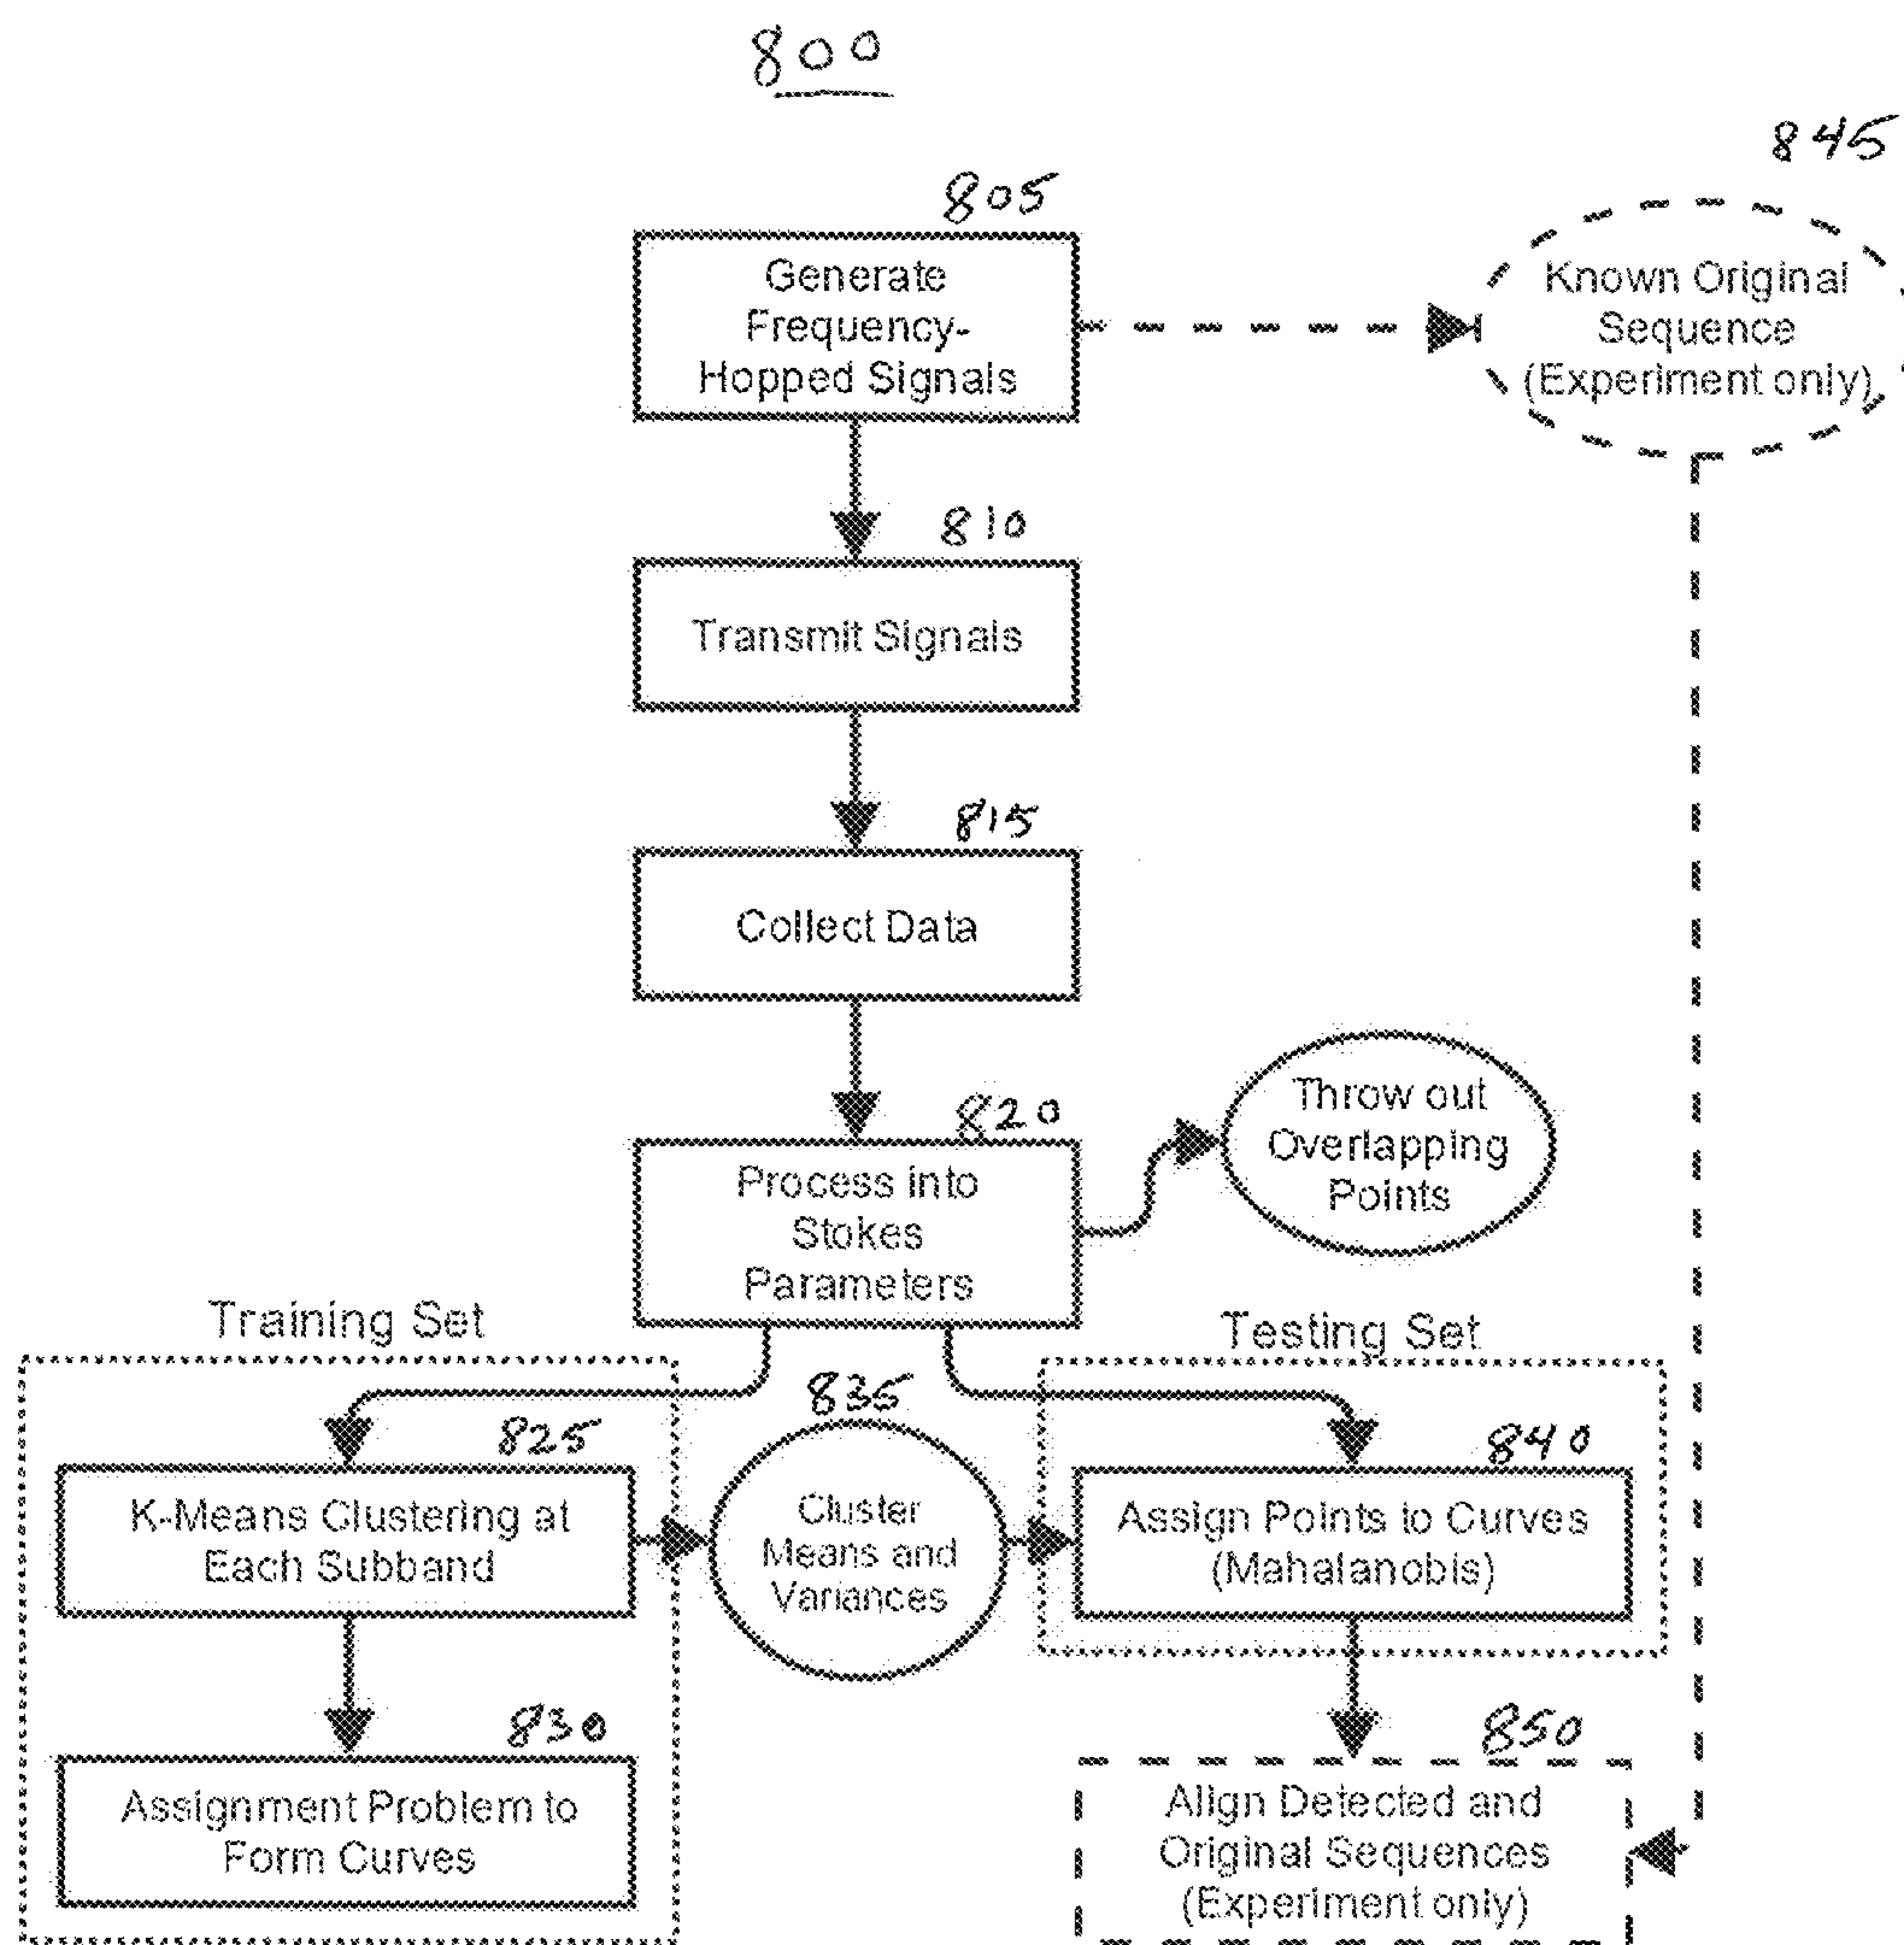 800
845
805
Generate
Frequency-
Hopped Signals
Known Original
Sequence
(Experiment only)
810
Transmit Signals
815
Collect Data
820
Process into
Stokes
Parameters
Throw out
Overlapping
Points
Training Set
Testing Set
825
K-Means Clustering at
Each Subband
835
Cluster
Means and
Variances
840
Assign Points to Curves
(Mahalanobis)
830
Assignment Problem to
Form Curves
850
Align Detected and
Original Sequences
(Experiment only)